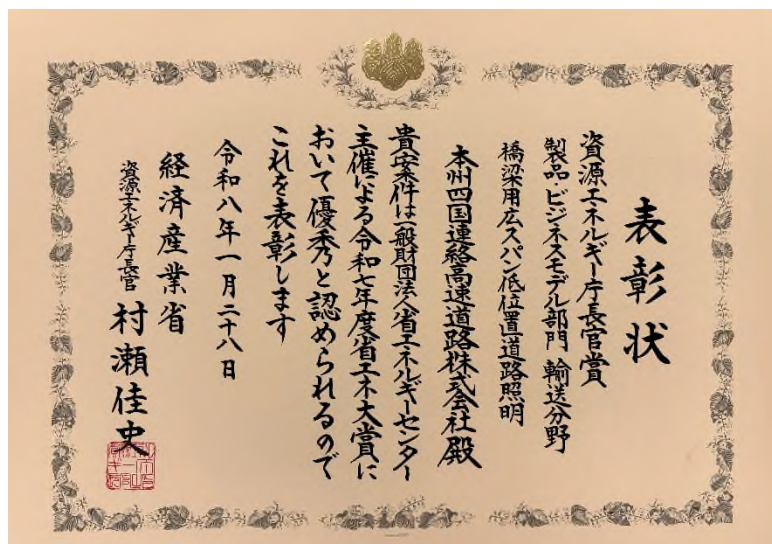 表彰状
資源エネルギー庁長官賞
製品・ビジネスモデル部門 輸送分野
橋梁用広スパン低位置道路照明
本州四国連絡高速道路株式会社殿
貴案件は一般財団法人省エネルギーセンター
主催による令和七年度省エネ大賞に
おいて優秀と認められるので
これを表彰します
令和八年一月二十八日
経済産業省
資源エネルギー庁長官 村瀬佳史